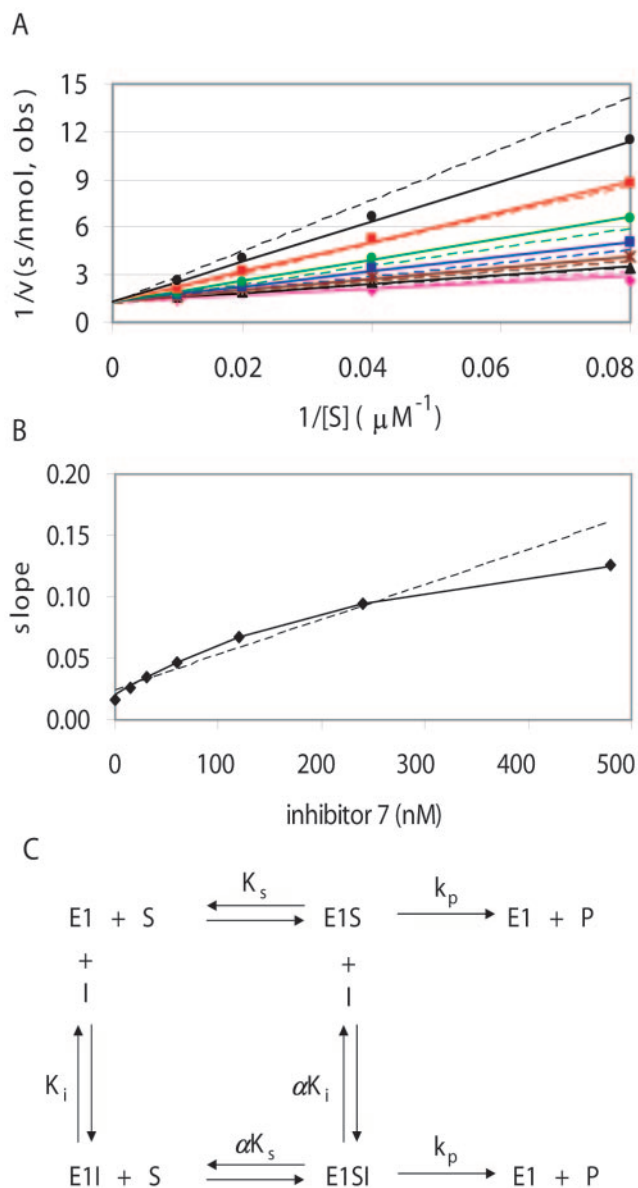 A
1/v(s/nmol, obs)
15
12
9
6
3
0
0 0.02 0.04 0.06 0.08
1/[S] ( μM⁻¹)
B
slope
0.20
0.15
0.10
0.05
0.00
0 100 200 300 400 500
inhibitor 7 (nM)
C
E1 + S Kₛ E1S kₚ E1 + P
+ +
I I
Kᵢ αKᵢ
E1I + S αKₛ E1SI kₚ E1 + P